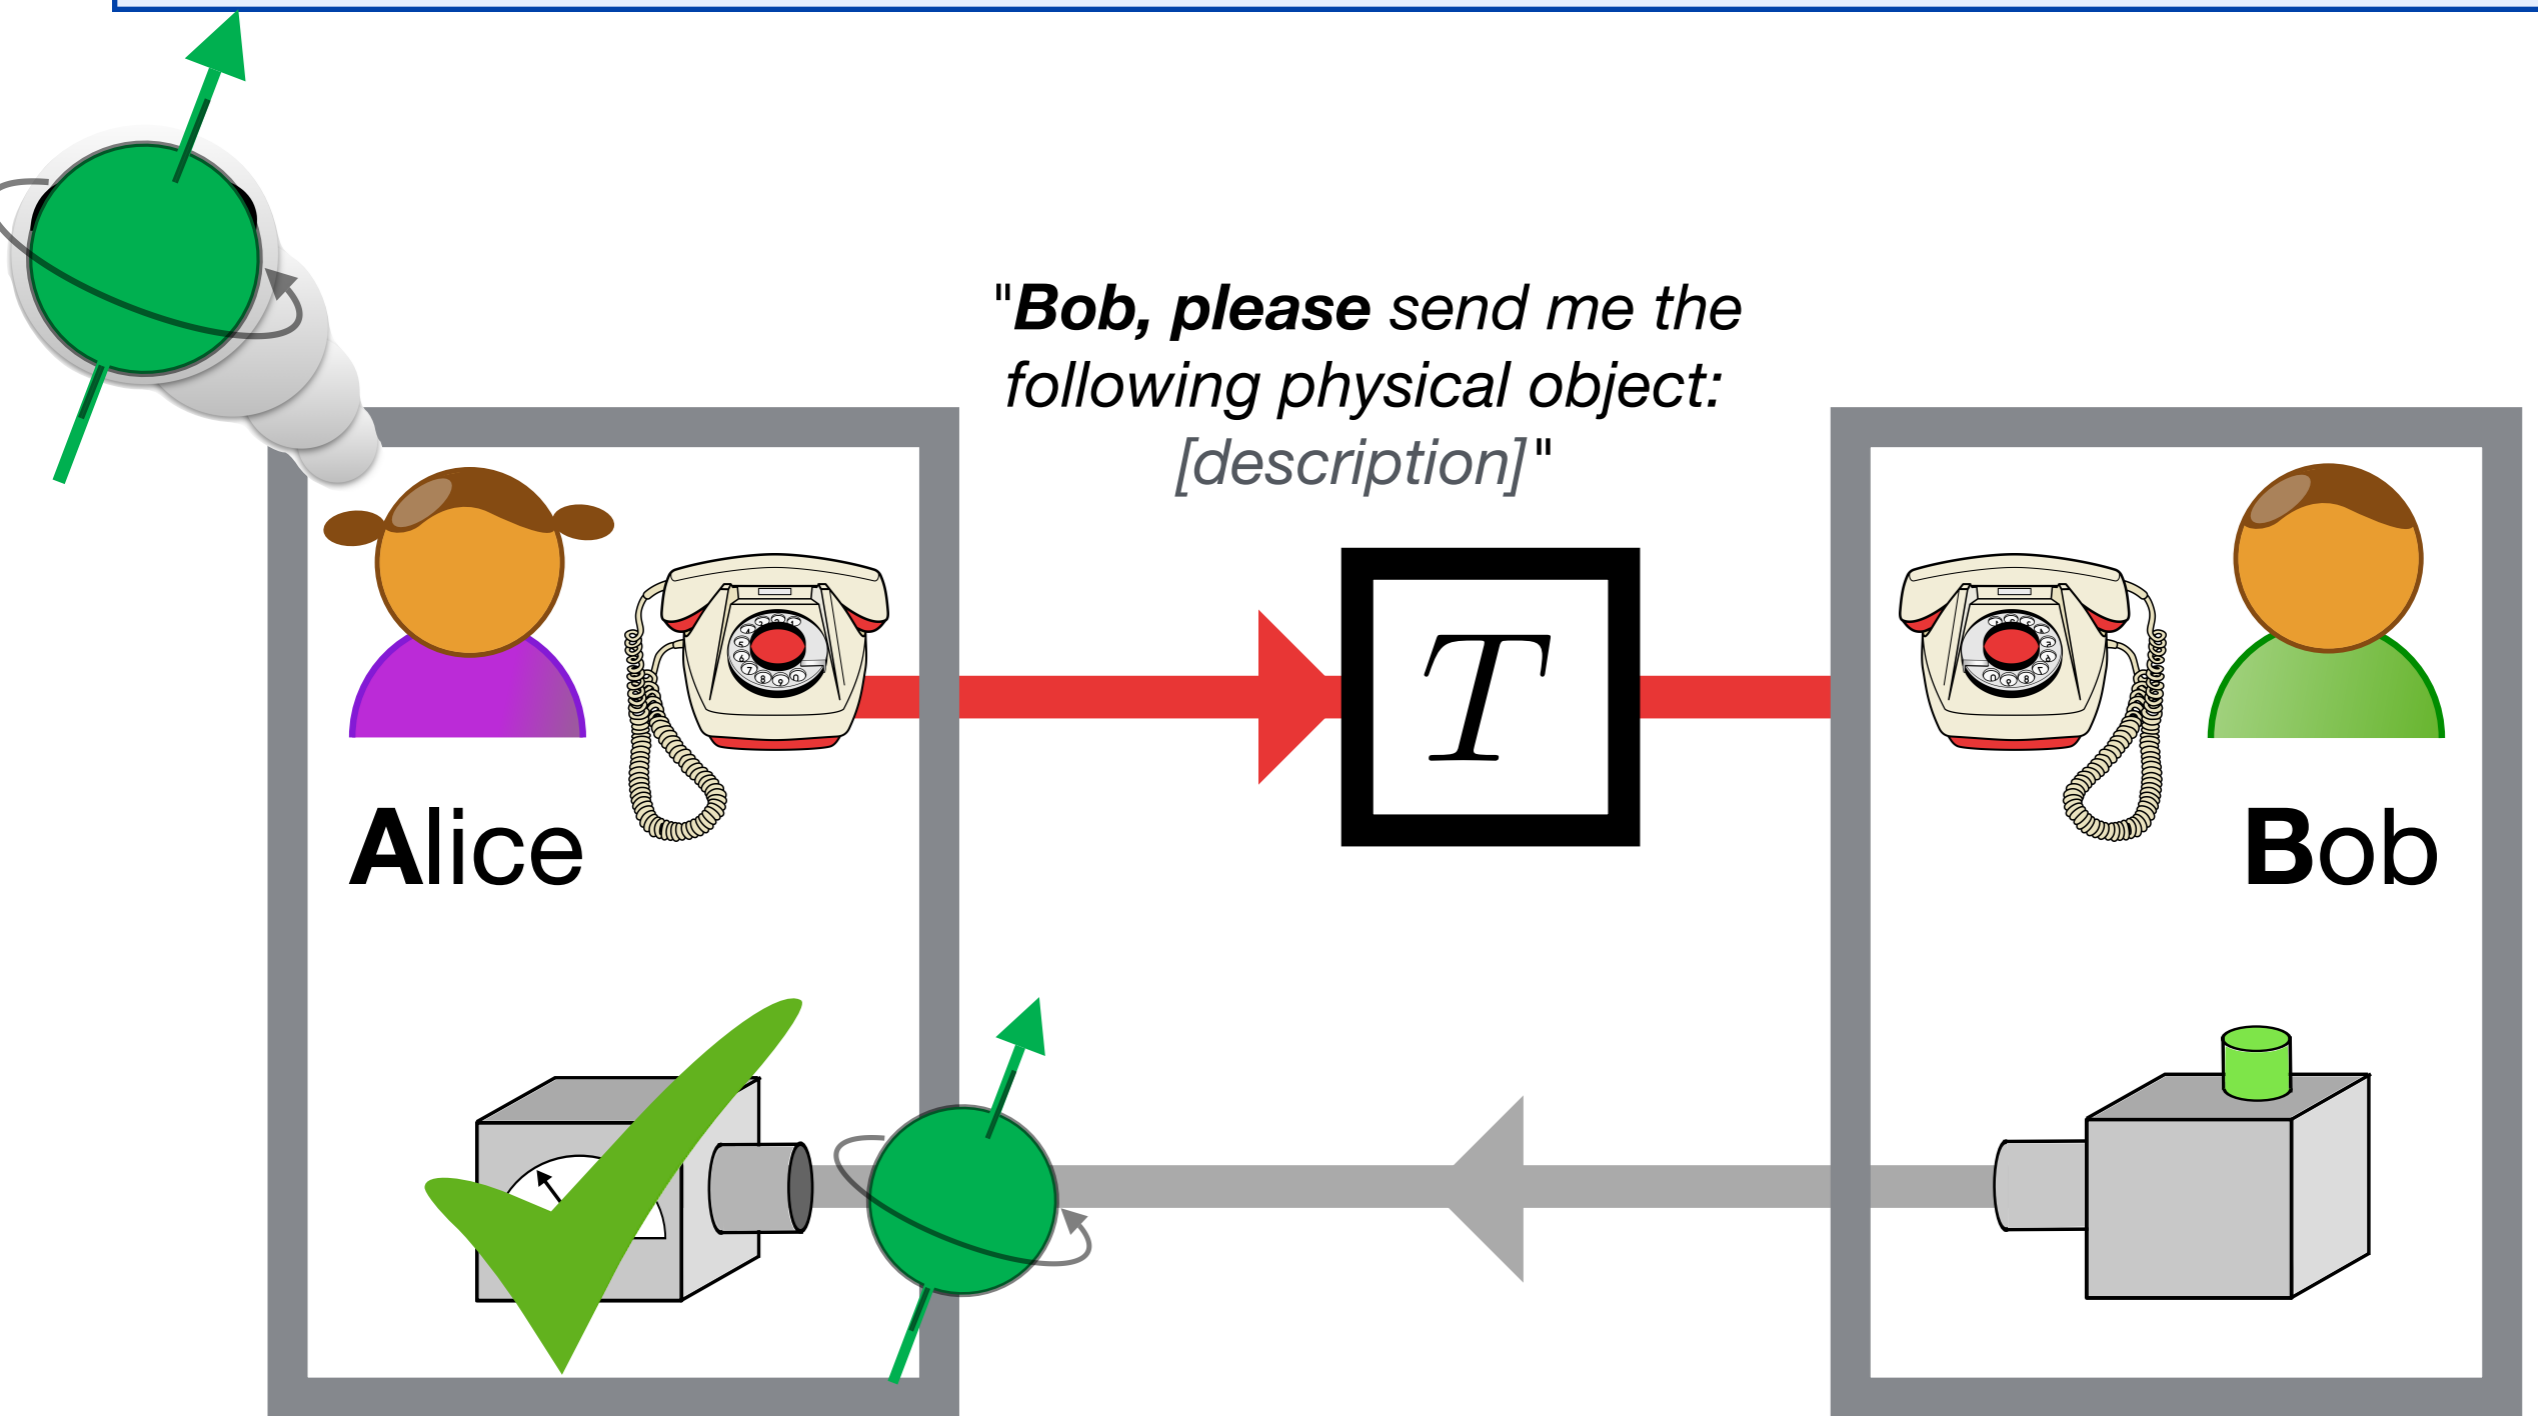 "Bob, please send me the
following physical object:
[description]"
T
Alice
Bob